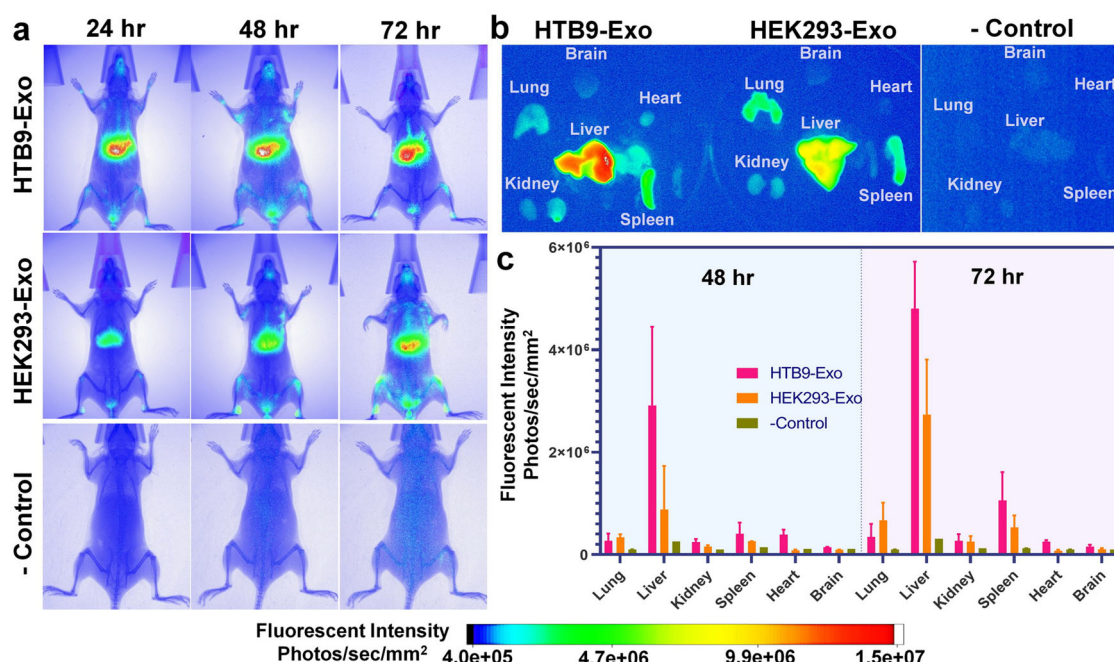 a
24 hr
48 hr
72 hr
HTB9-Exo
HEK293-Exo
- Control
b
HTB9-Exo
HEK293-Exo
- Control
Brain
Lung
Heart
Liver
Kidney
Spleen
Brain
Lung
Heart
Liver
Kidney
Spleen
Brain
Lung
Heart
Liver
Kidney
Spleen
c
Fluorescent Intensity
Photos/sec/mm²
6×10⁶
4×10⁶
2×10⁶
0
48 hr
72 hr
HTB9-Exo
HEK293-Exo
-Control
Lung
Liver
Kidney
Spleen
Heart
Brain
Lung
Liver
Kidney
Spleen
Heart
Brain
Fluorescent Intensity
Photos/sec/mm²
4.0e+05
4.7e+06
9.9e+06
1.5e+07